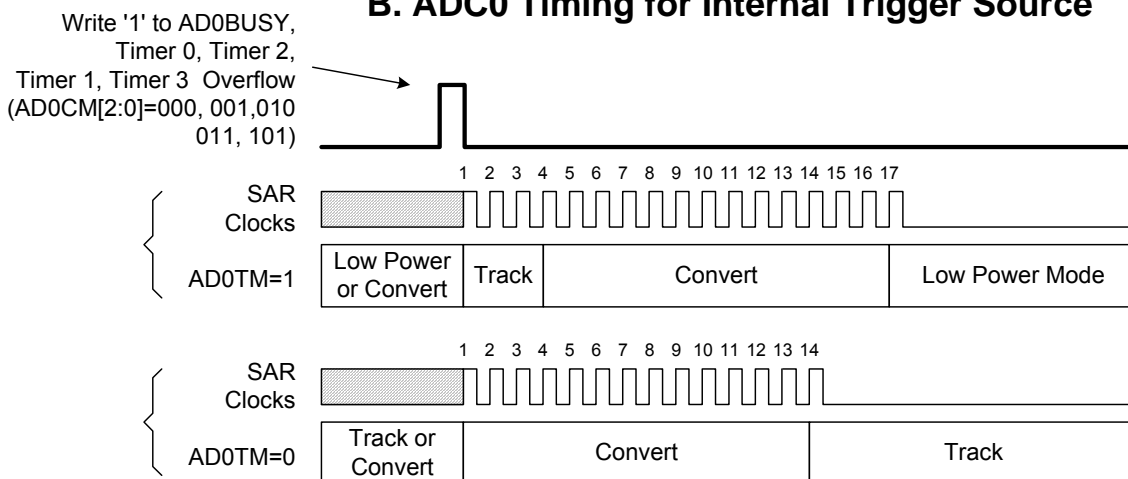 B. ADC0 Timing for Internal Trigger Source
Write '1' to AD0BUSY,
Timer 0, Timer 2,
Timer 1, Timer 3 Overflow
(AD0CM[2:0]=000, 001,010
011, 101)
1 2 3 4 5 6 7 8 9 10 11 12 13 14 15 16 17
SAR
Clocks
AD0TM=1
Low Power
or Convert
Track
Convert
Low Power Mode
1 2 3 4 5 6 7 8 9 10 11 12 13 14
SAR
Clocks
AD0TM=0
Track or
Convert
Convert
Track